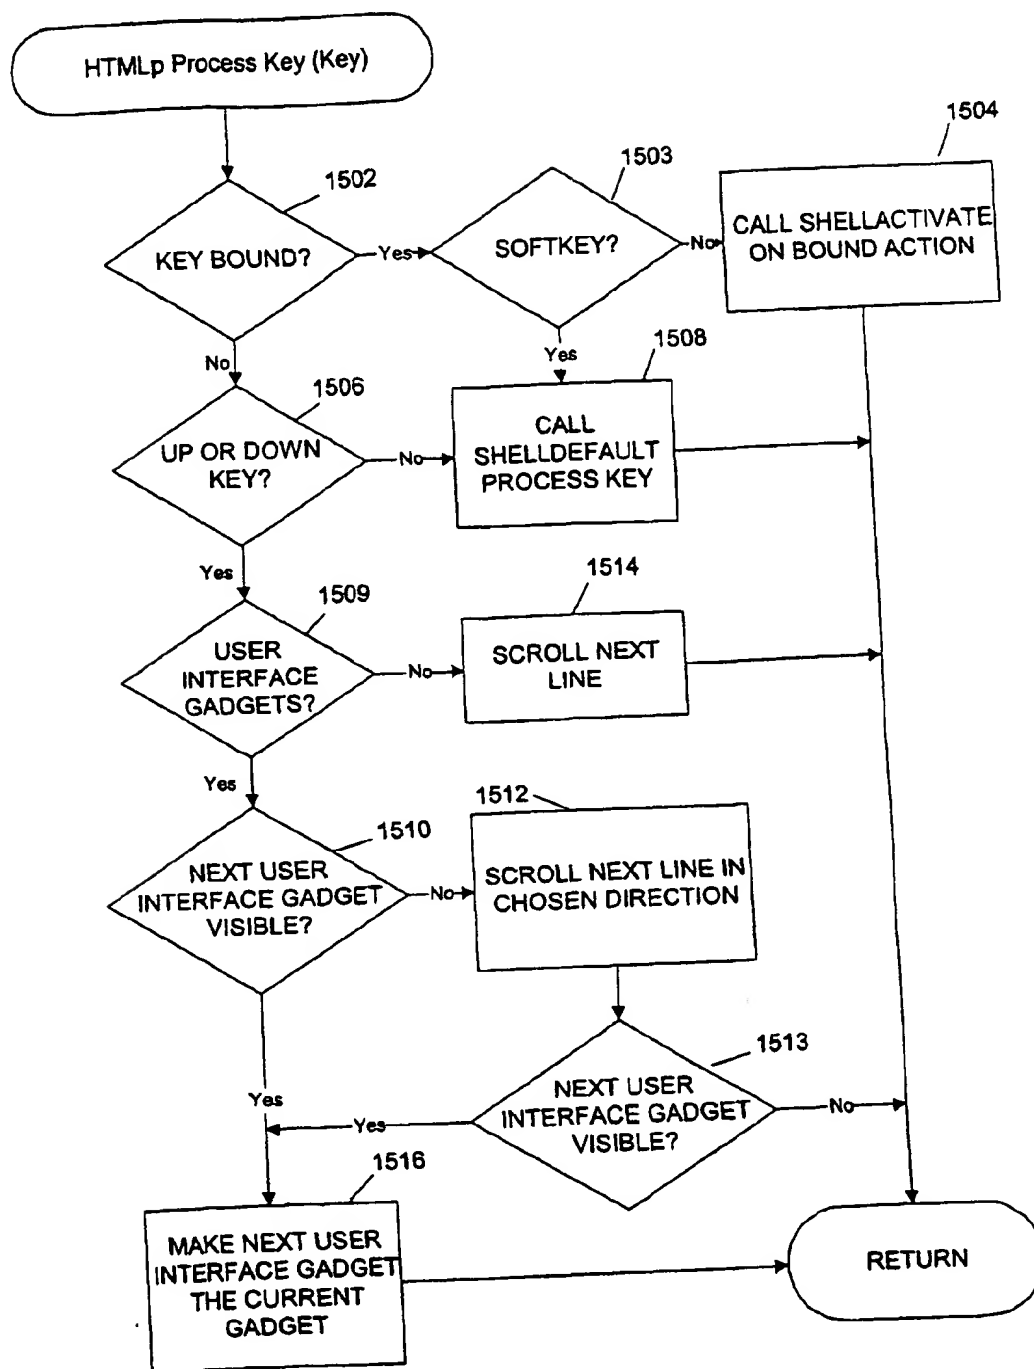 HTMLp Process Key (Key)
1504
1503
1502
CALL SHELLACTIVATE
ON BOUND ACTION
KEY BOUND?
Yes
SOFTKEY?
No
No
Yes
1508
1506
CALL
SHELLDEFAULT
PROCESS KEY
UP OR DOWN
KEY?
No
Yes
1514
1509
USER
INTERFACE
GADGETS?
No
SCROLL NEXT
LINE
Yes
1512
1510
NEXT USER
INTERFACE GADGET
VISIBLE?
No
SCROLL NEXT LINE IN
CHOSEN DIRECTION
1513
NEXT USER
INTERFACE GADGET
VISIBLE?
No
Yes
Yes
1516
MAKE NEXT USER
INTERFACE GADGET
THE CURRENT
GADGET
RETURN